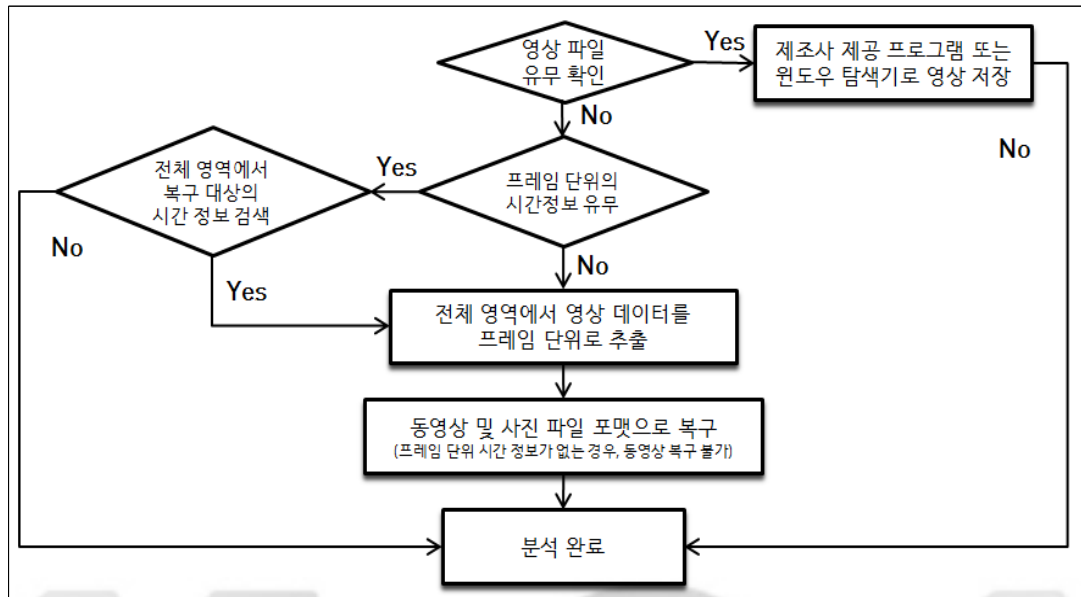 영상 파일
유무 확인
Yes
제조사 제공 프로그램 또는
윈도우 탐색기로 영상 저장
No
No
프레임 단위의
시간정보 유무
Yes
전체 영역에서
복구 대상의
시간 정보 검색
No
Yes
No
전체 영역에서 영상 데이터를
프레임 단위로 추출
동영상 및 사진 파일 포맷으로 복구
(프레임 단위 시간 정보가 없는 경우, 동영상 복구 불가)
분석 완료